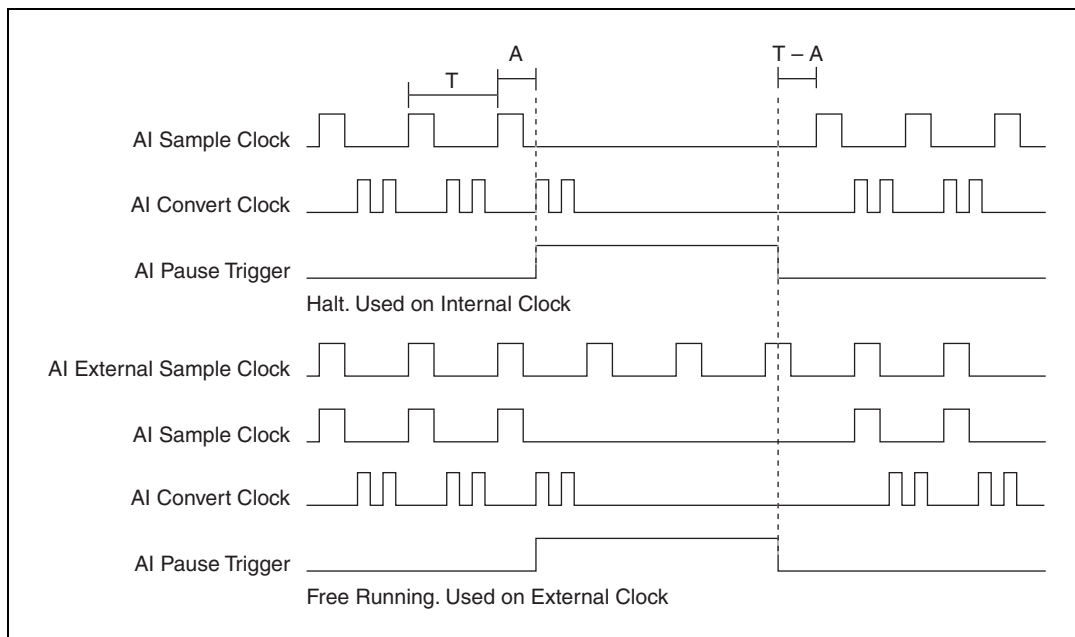 A
T – A
T
AI Sample Clock
AI Convert Clock
AI Pause Trigger
Halt. Used on Internal Clock
AI External Sample Clock
AI Sample Clock
AI Convert Clock
AI Pause Trigger
Free Running. Used on External Clock